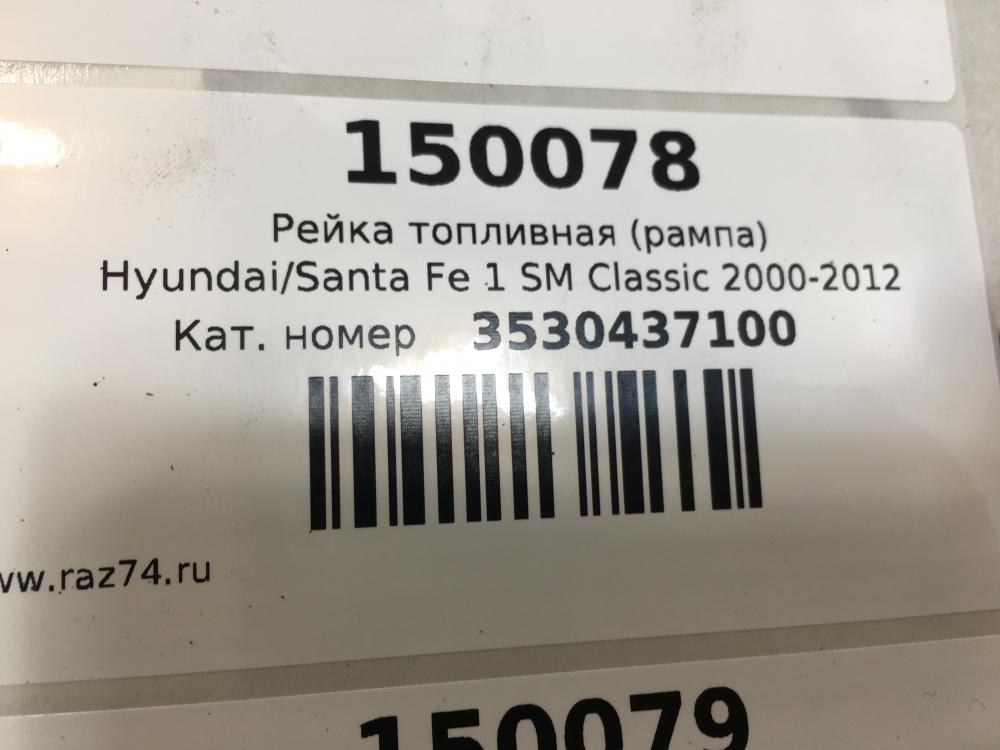 150078
Рейка топливная (рампа)
Hyundai/Santa Fe 1 SM Classic 2000-2012
Кат. номер 3530437100
ww.raz74.ru
150079